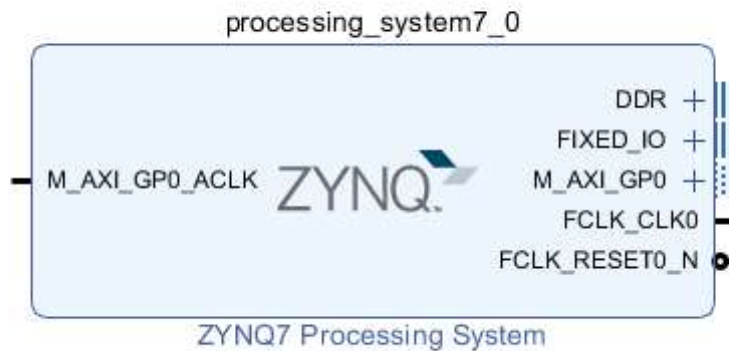 processing_system7_0
DDR
FIXED_IO
M_AXI_GP0_ACLK
ZYNQ
M_AXI_GP0
FCLK_CLK0
FCLK_RESET0_N
ZYNQ7 Processing System